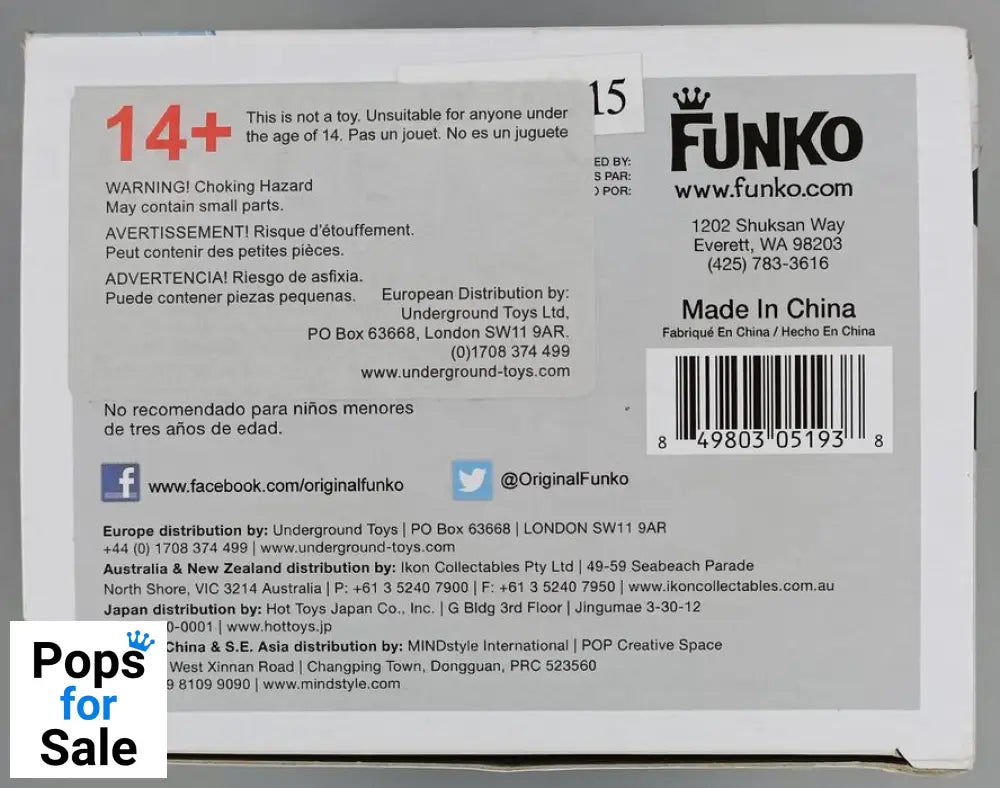 14+
This is not a toy. Unsuitable for anyone under
the age of 14. Pas un jouet. No es un juguete
WARNING! Choking Hazard
May contain small parts.
AVERTISSEMENT! Risque d'étouffement.
Peut contenir des petites pièces.
ADVERTENCIA! Riesgo de asfixia.
Puede contener piezas pequenas.
European Distribution by:
Underground Toys Ltd,
PO Box 63668, London SW11 9AR.
(0)1708 374 499
www.underground-toys.com
15
ED BY:
S PAR:
O POR:
FUNKO
www.funko.com
1202 Shuksan Way
Everett, WA 98203
(425) 783-3616
Made In China
Fabriqué En China / Hecho En China
8 49803 05193 8
No recomendado para niños menores
de tres años de edad.
f www.facebook.com/originalfunko
@OriginalFunko
Europe distribution by: Underground Toys | PO Box 63668 | LONDON SW11 9AR
+44 (0) 1708 374 499 | www.underground-toys.com
Australia & New Zealand distribution by: Ikon Collectables Pty Ltd | 49-59 Seabeach Parade
North Shore, VIC 3214 Australia | P: +61 3 5240 7900 | F: +61 3 5240 7950 | www.ikoncollectables.com.au
Japan distribution by: Hot Toys Japan Co., Inc. | G Bldg 3rd Floor | Jingumae 3-30-12
0-0001 | www.hottoys.jp
China & S.E. Asia distribution by: MINDstyle International | POP Creative Space
West Xinnan Road | Changping Town, Dongguan, PRC 523560
9 8109 9090 | www.mindstyle.com
Pops
for
Sale